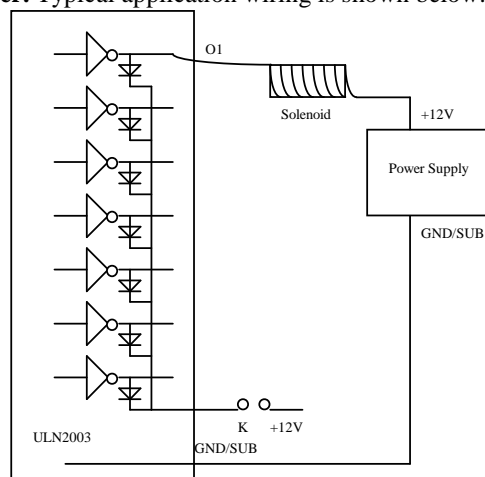 er. Typical application wiring is shown below.
O1
Solenoid
+12V
Power Supply
GND/SUB
K +12V
ULN2003
GND/SUB